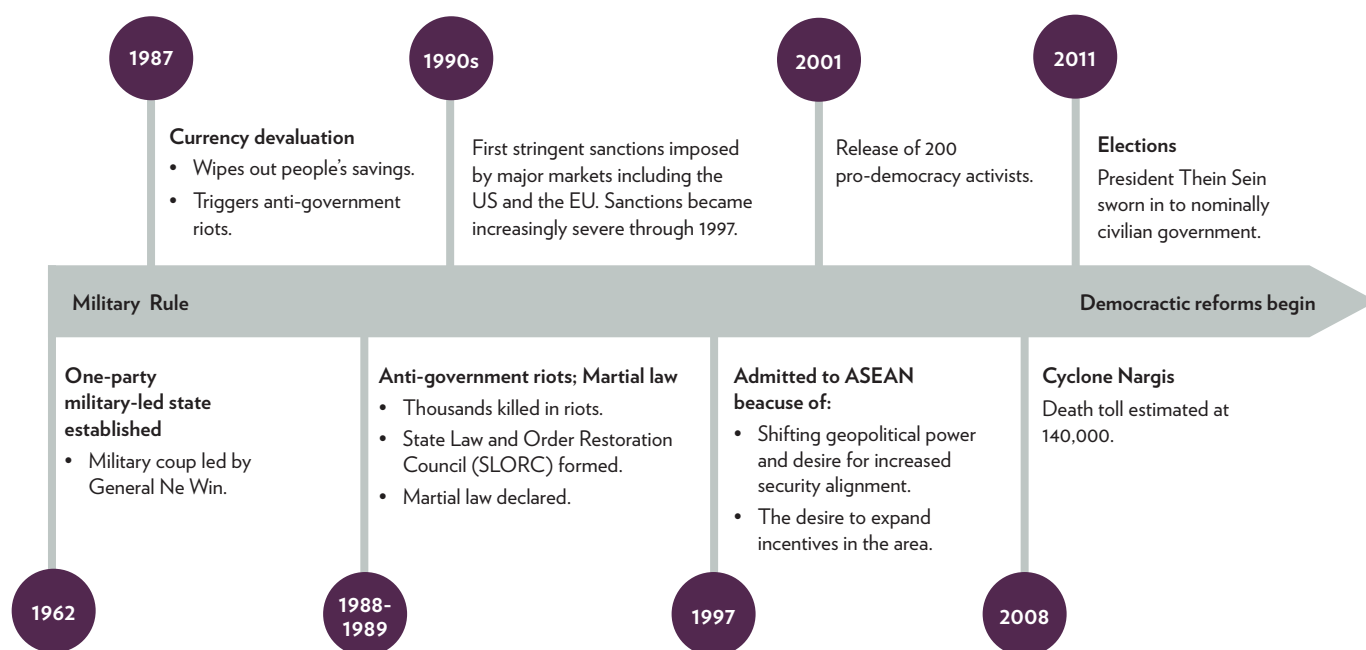 1987
1990s
2001
2011
Currency devaluation
• Wipes out people's savings.
• Triggers anti-government
riots.
First stringent sanctions imposed
by major markets including the
US and the EU. Sanctions became
increasingly severe through 1997.
Release of 200
pro-democracy activists.
Elections
President Thein Sein
sworn in to nominally
civilian government.
Military Rule
Democractic reforms begin
One-party
military-led state
established
• Military coup led by
General Ne Win.
Anti-government riots; Martial law
• Thousands killed in riots.
• State Law and Order Restoration
Council (SLORC) formed.
• Martial law declared.
Admitted to ASEAN
beacuse of:
• Shifting geopolitical power
and desire for increased
security alignment.
• The desire to expand
incentives in the area.
Cyclone Nargis
Death toll estimated at
140,000.
1962
1988-
1989
1997
2008